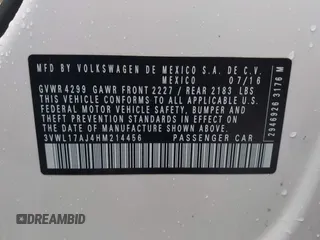 MFD BY VOLKSWAGEN DE MEXICO S.A. DE C.V.
MEXICO 07/16
GVWR 4299 GAWR FRONT 2227 / REAR 2183 LBS
THIS VEHICLE CONFORMS TO ALL APPLICABLE U.S.
FEDERAL MOTOR VEHICLE SAFETY, BUMPER, AND THEFT
PREVENTION STANDARDS IN EFFECT ON THE DATE OF
MANUFACTURE SHOWN ABOVE.
3VWL17AJ4HM214456 PASSENGER CAR
2946926 3176 M
DREAMBID